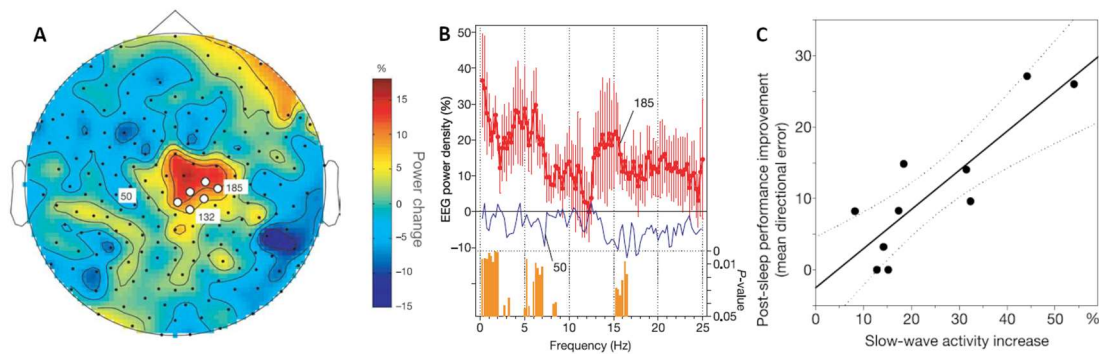 A
%
15
10
5
0
−5
−10
−15
Power change
50
185
132
B
50
40
30
20
10
0
−10
EEG power density (%)
185
50
0
0.01
0.05
P-value
0 5 10 15 20 25
Frequency (Hz)
C
30
20
10
0
Post-sleep performance improvement
(mean directional error)
0 10 20 30 40 50 %
Slow-wave activity increase